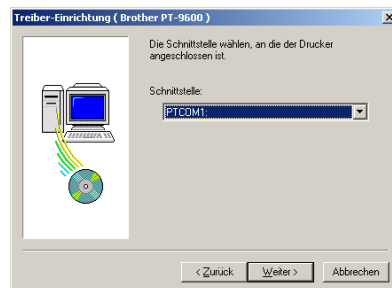 Treiber-Einrichtung ( Brother PT-9600 )
Die Schnittstelle wählen, an die der Drucker
angeschlossen ist.
Schnittstelle:
PTCOM1:
< Zurück
Weiter >
Abbrechen